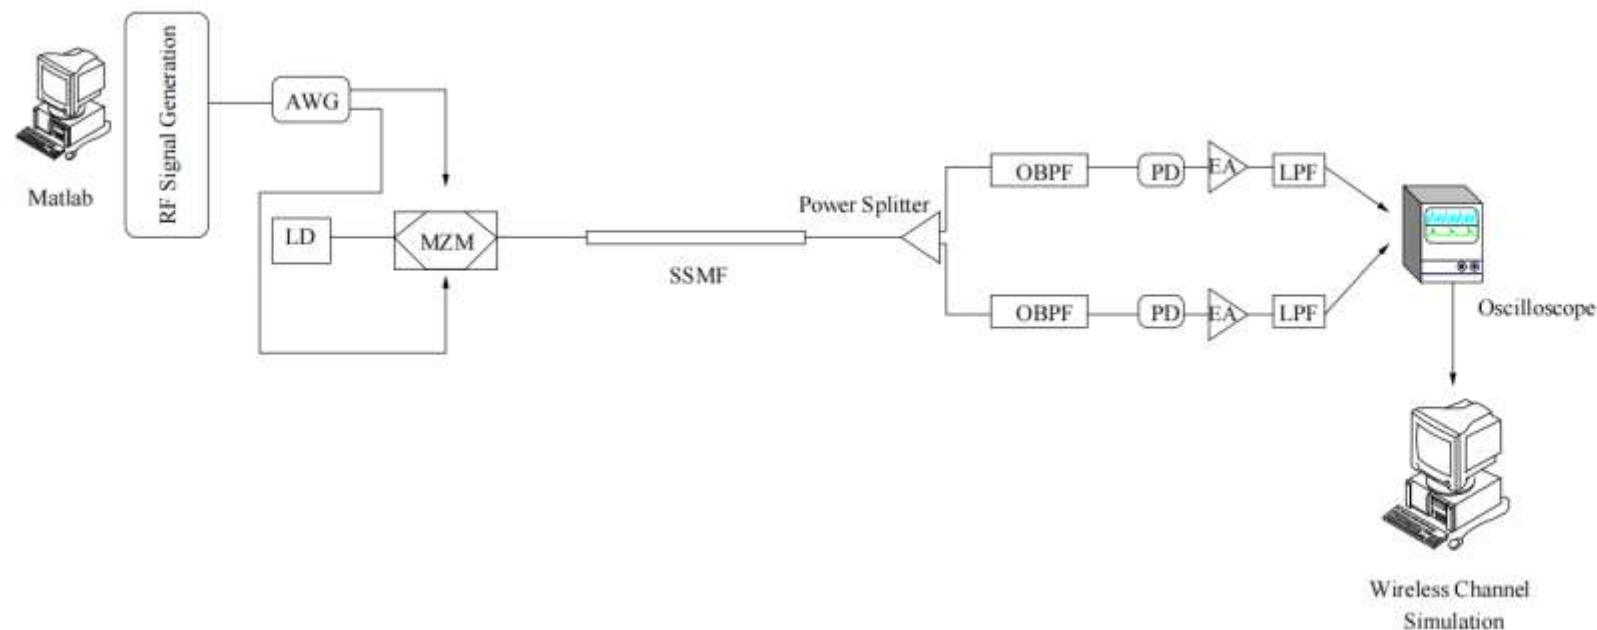 Matlab
RF Signal Generation
AWG
LD
MZM
SSMF
Power Splitter
OBPF
PD
EA
LPF
OBPF
PD
EA
LPF
Oscilloscope
Wireless Channel
Simulation